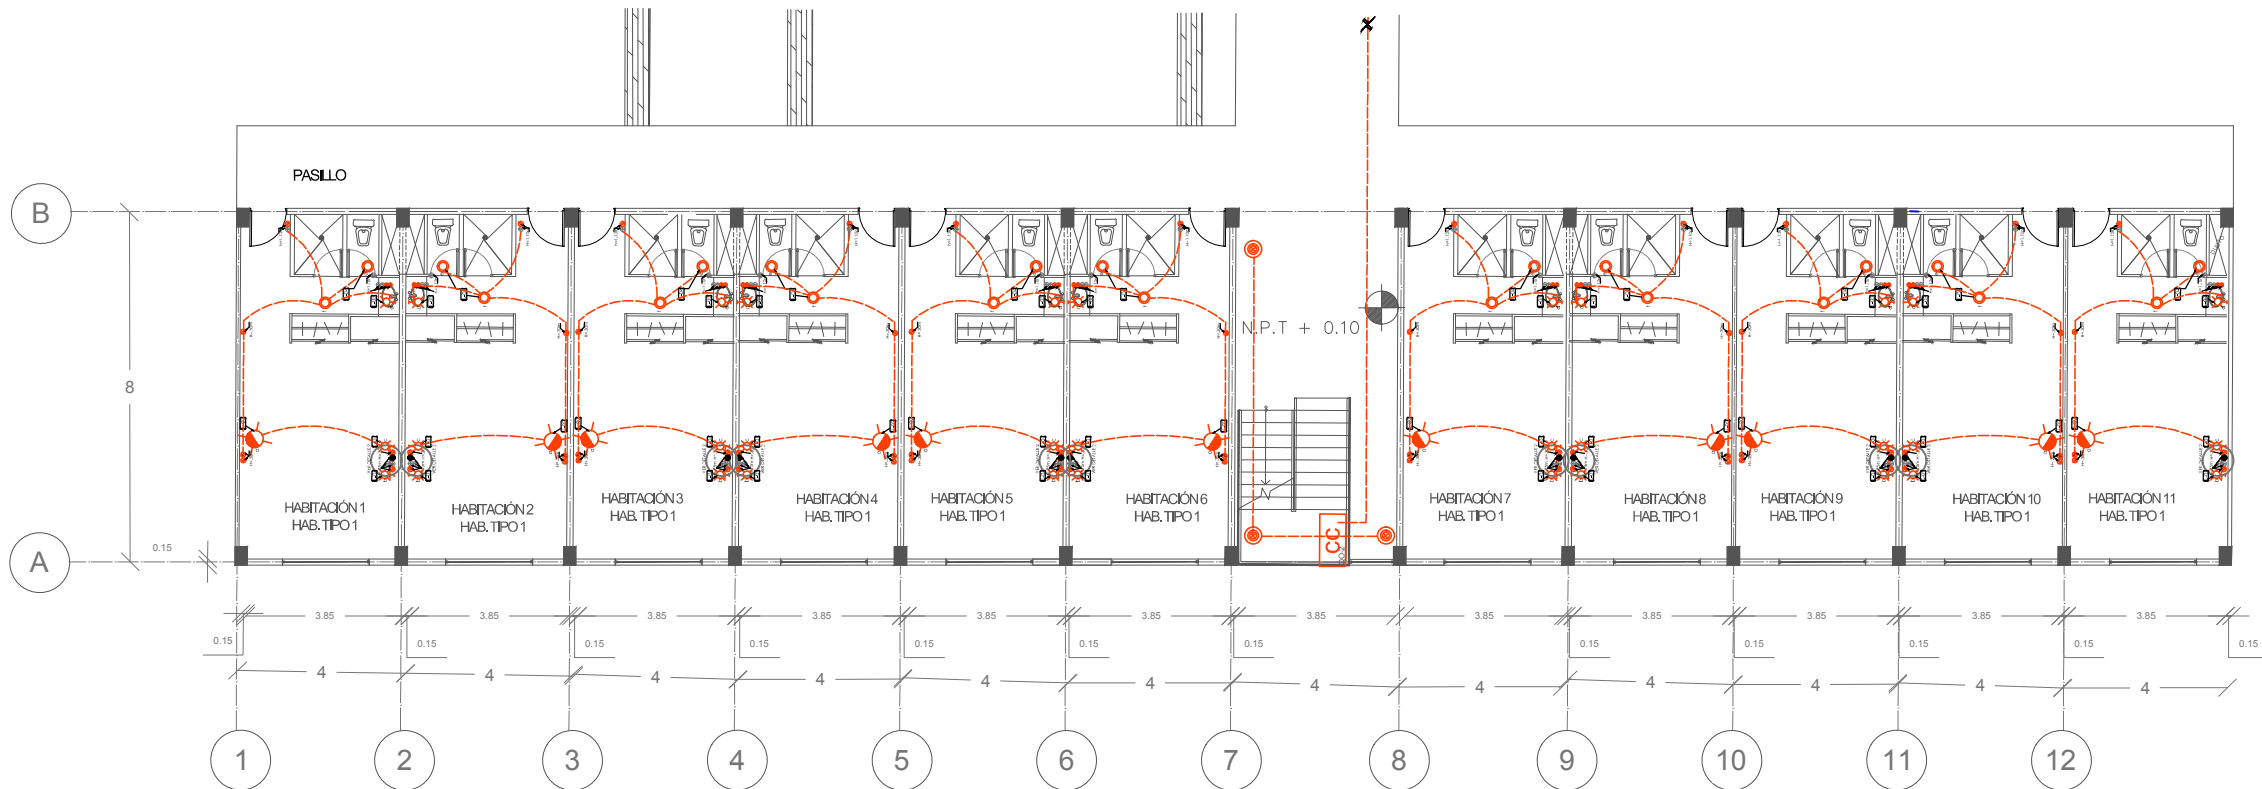 PASILLO
B
N.P.T + 0.10
8
HABITACIÓN 1
HAB. TIPO 1
HABITACIÓN 2
HAB. TIPO 1
HABITACIÓN 3
HAB. TIPO 1
HABITACIÓN 4
HAB. TIPO 1
HABITACIÓN 5
HAB. TIPO 1
HABITACIÓN 6
HAB. TIPO 1
HABITACIÓN 7
HAB. TIPO 1
HABITACIÓN 8
HAB. TIPO 1
HABITACIÓN 9
HAB. TIPO 1
HABITACIÓN 10
HAB. TIPO 1
HABITACIÓN 11
HAB. TIPO 1
CC
0.15
A
3.85 3.85 3.85 3.85 3.85 3.85 3.85 3.85 3.85 3.85 3.85 3.85
0.15 0.15 0.15 0.15 0.15 0.15 0.15 0.15 0.15 0.15 0.15 0.15
4 4 4 4 4 4 4 4 4 4 4 4
1 2 3 4 5 6 7 8 9 10 11 12